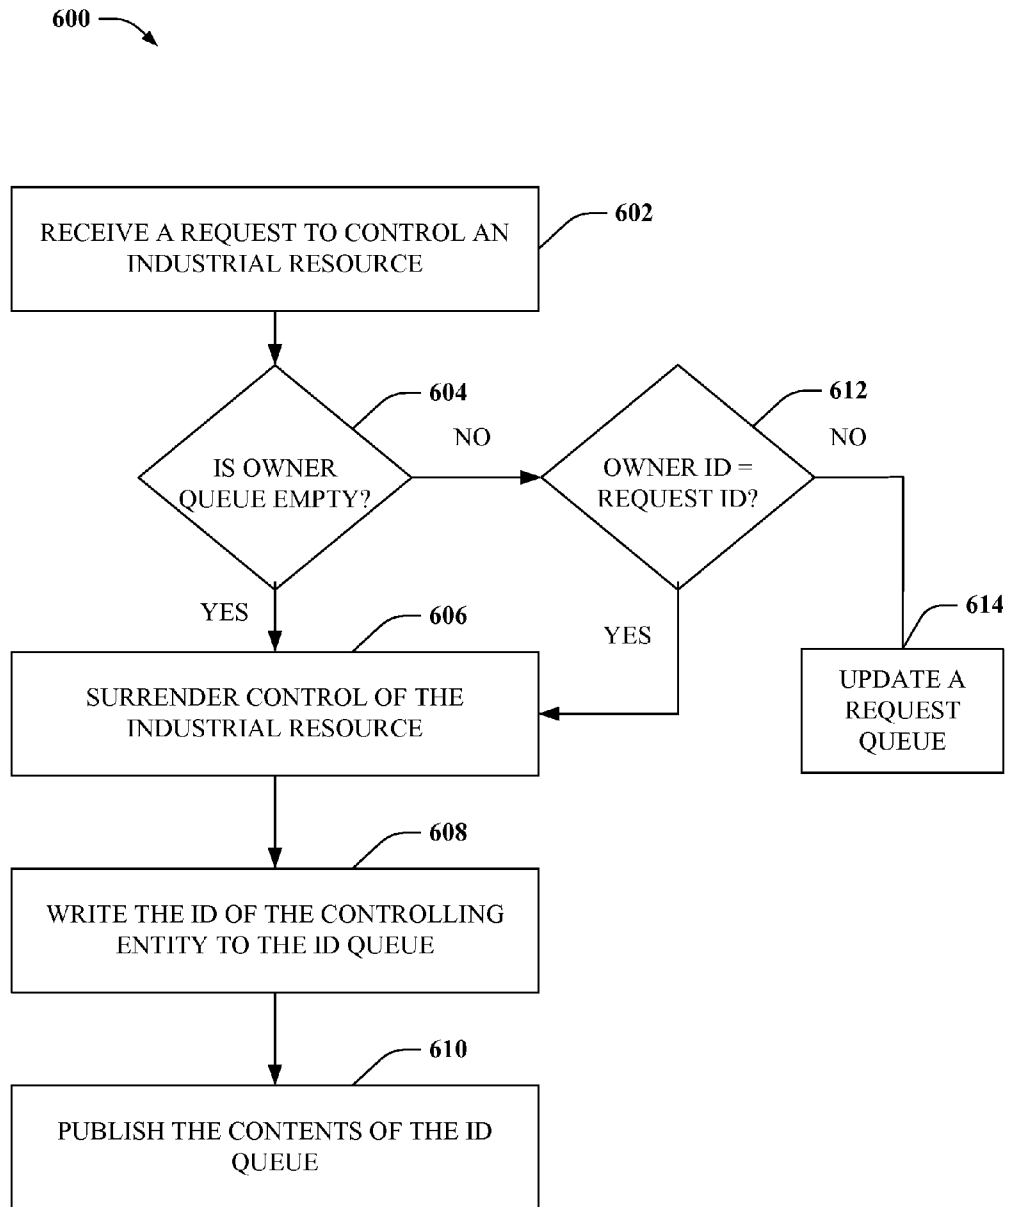 600
RECEIVE A REQUEST TO CONTROL AN
INDUSTRIAL RESOURCE
602
IS OWNER
QUEUE EMPTY?
604
NO
OWNER ID =
REQUEST ID?
612
NO
YES
YES
SURRENDER CONTROL OF THE
INDUSTRIAL RESOURCE
606
UPDATE A
REQUEST
QUEUE
614
WRITE THE ID OF THE CONTROLLING
ENTITY TO THE ID QUEUE
608
PUBLISH THE CONTENTS OF THE ID
QUEUE
610